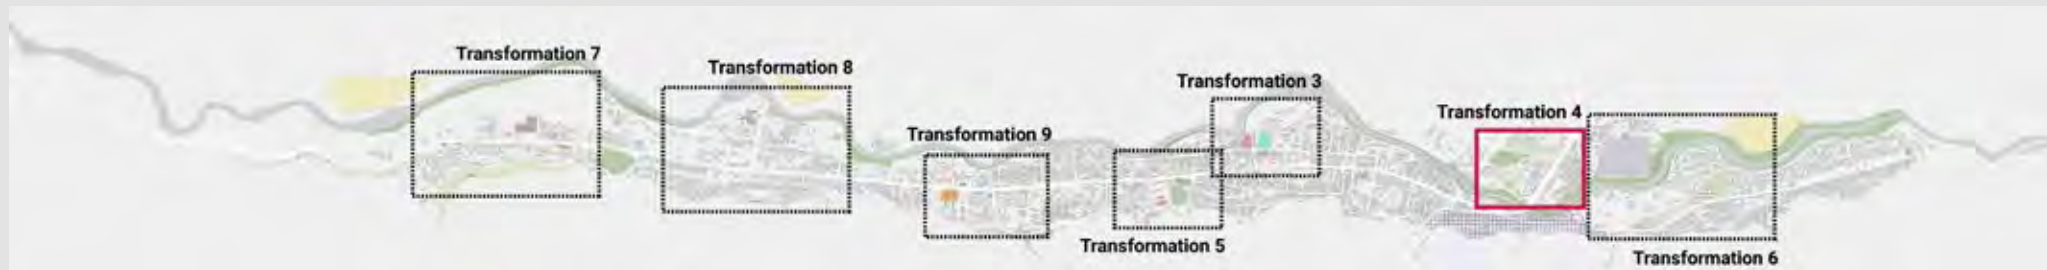 Transformation 7
Transformation 8
Transformation 3
Transformation 4
Transformation 9
Transformation 5
Transformation 6